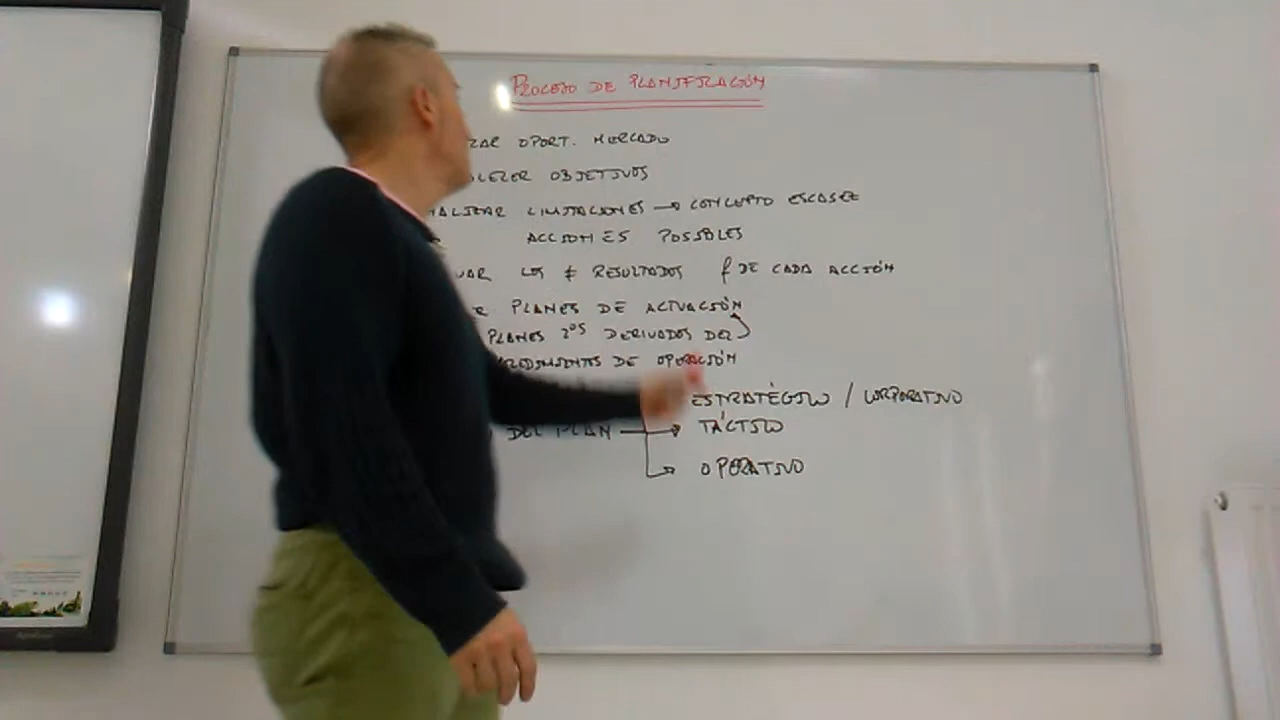 PROCESO DE PLANIFICACIÓN
OPORT. MERCADO
OBJETIVOS
LIMITACIONES → CONCEPTO ESCASEZ
ACCIONES POSIBLES
LOS ≠ RESULTADOS f DE CADA ACCIÓN
PLANES DE ACTUACIÓN
PLANES 2OS DERIVADOS DEL
DE OPERACIÓN
ESTRATÉGICO / CORPORATIVO
DEL PLAN → TÁCTICO
OPERATIVO